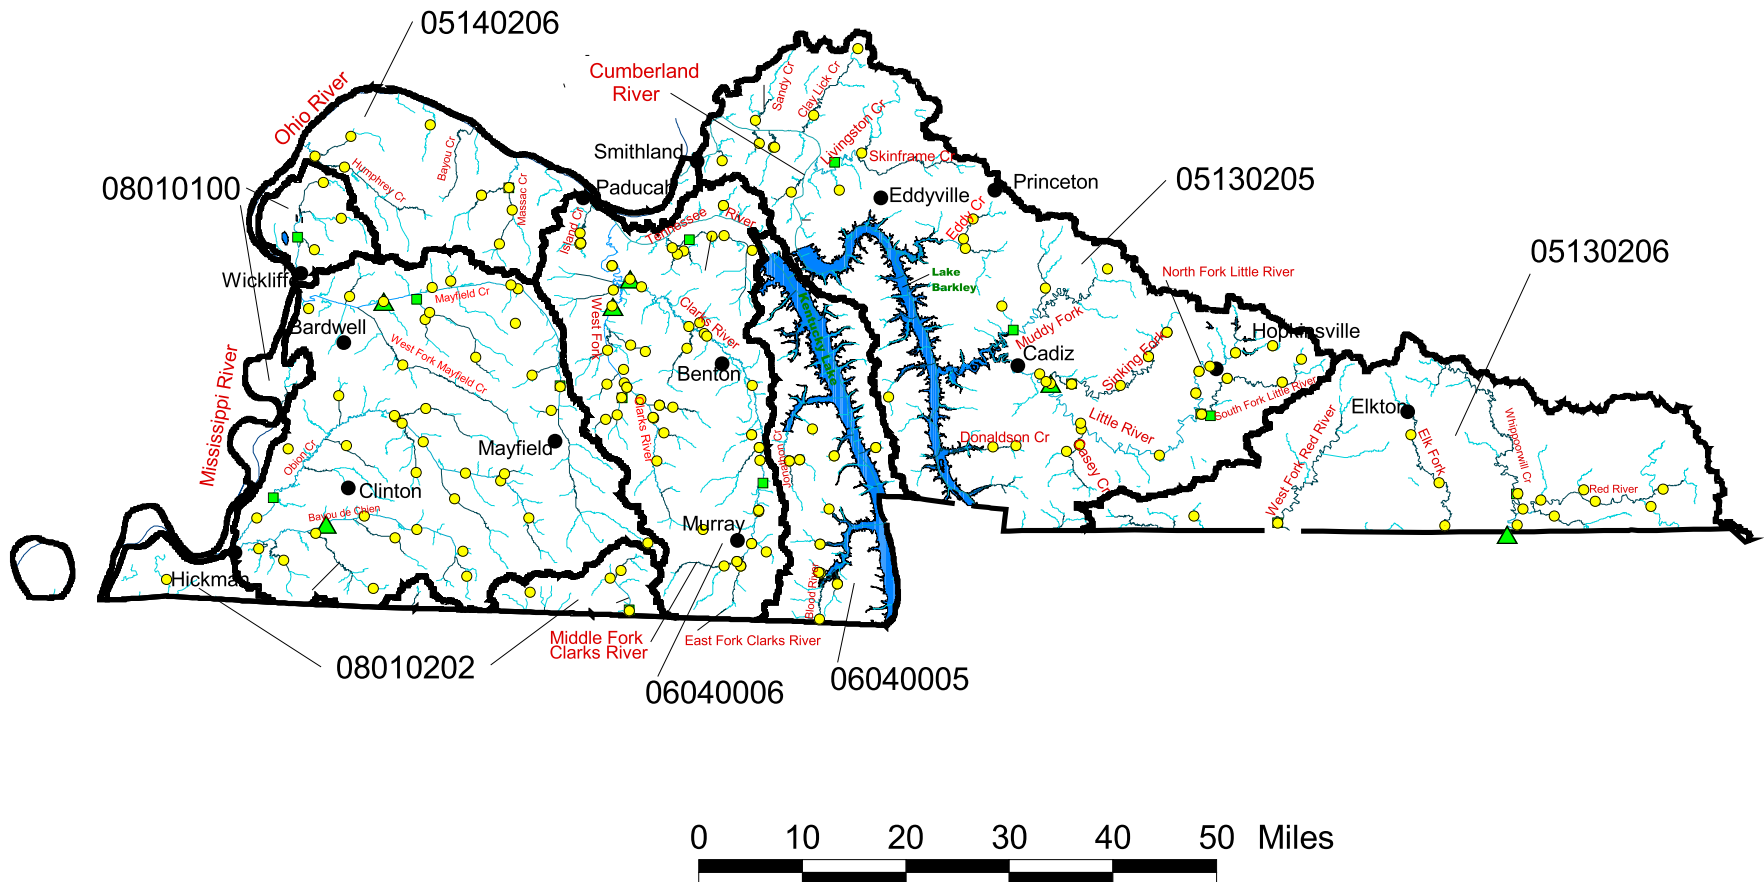 05140206
Cumberland
River
Sandy Cr
Clay Lick Cr
Ohio River
Livingston Cr
Smithland
Skinframe Cr
Bayou Cr
Humphrey Cr
Massac Cr
08010100
Paducah
Eddyville
Princeton
05130205
Island Cr
Tennessee
River
Eddy Cr
05130206
Wickliffe
Lake
Barkley
North Fork Little River
Mayfield Cr
Kentucky Lake
Bardwell
West Fork
Clarks River
Muddy Fork
Hopkinsville
West Fork Mayfield Cr
Cadiz
Sinking Fork
Benton
Mississippi River
South Fork Little River
Elkton
Clarks River
Little River
West Fork Red River
Elk Fork
Whippoorwill Cr
Obion Cr
Mayfield
Jonathon Cr
Donaldson Cr
Casey Cr
Clinton
Red River
Bayou de Chien
Murray
Hickman
Blood River
Middle Fork
Clarks River
East Fork Clarks River
08010202
06040006
06040005
0 10 20 30 40 50 Miles